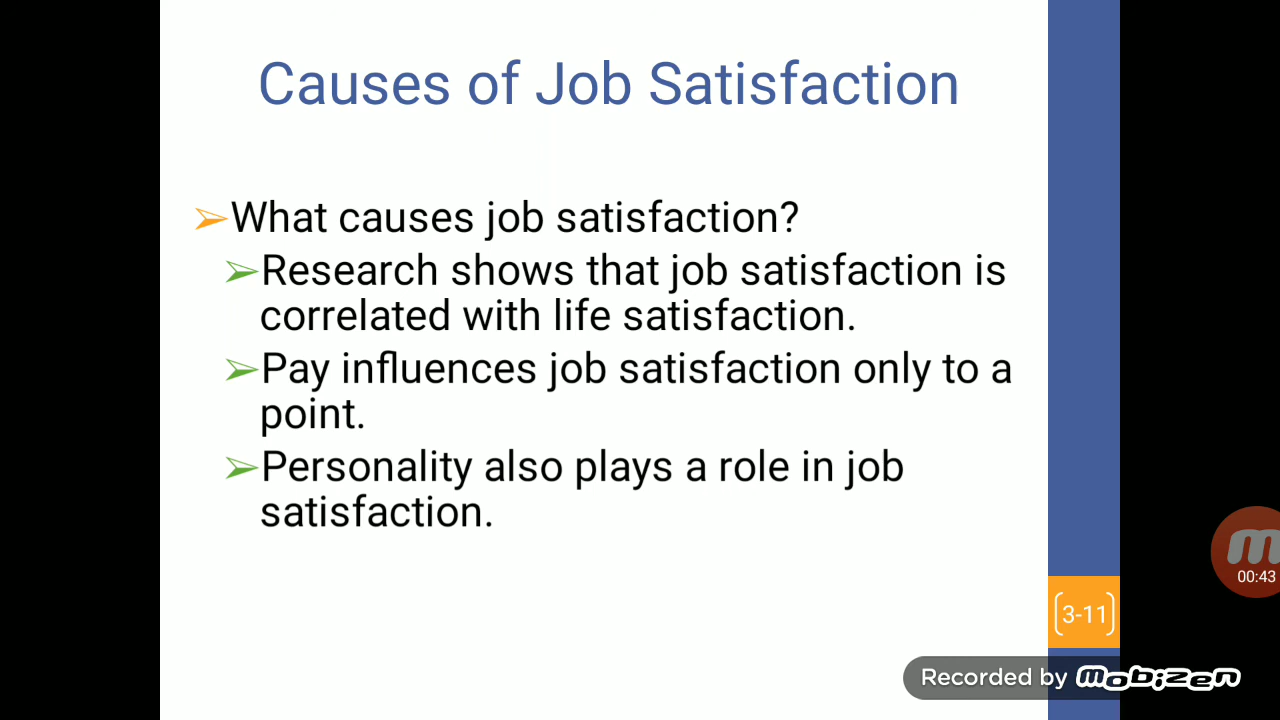 Causes of Job Satisfaction
➢What causes job satisfaction?
➢Research shows that job satisfaction is
correlated with life satisfaction.
➢Pay influences job satisfaction only to a
point.
➢Personality also plays a role in job
satisfaction.
m
00:43
[3-11]
Recorded by mobizen